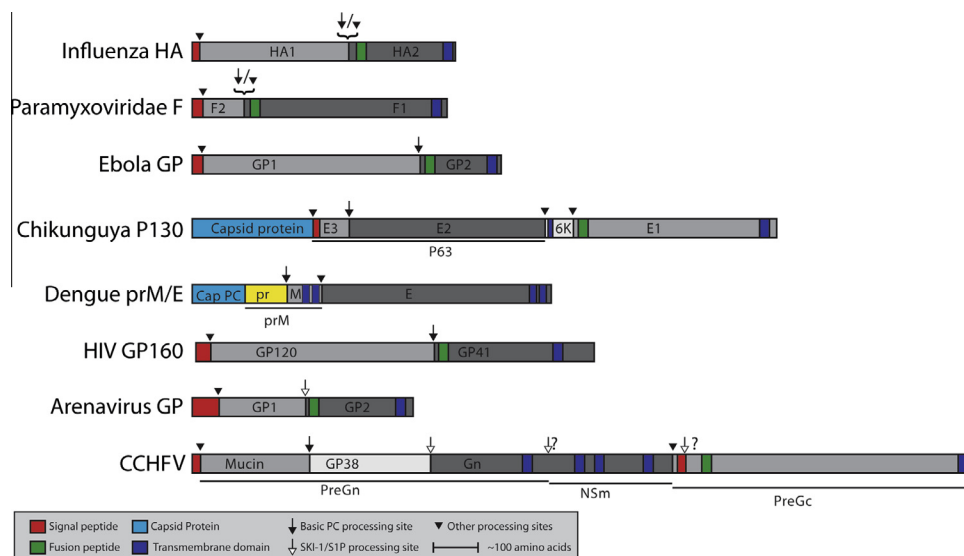 Influenza HA
/
HA1
HA2
Paramyxoviridae F
/
F2
F1
Ebola GP
GP1
GP2
Chikunguya P130
Capsid protein
E3
E2
6K
E1
P63
Dengue prM/E
Cap PC
pr
M
E
prM
HIV GP160
GP120
GP41
Arenavirus GP
GP1
GP2
CCHFV
?
?
Mucin
GP38
Gn
PreGn
NSm
PreGc
Signal peptide
Capsid Protein
Basic PC processing site
Other processing sites
Fusion peptide
Transmembrane domain
SKI-1/S1P processing site
~100 amino acids